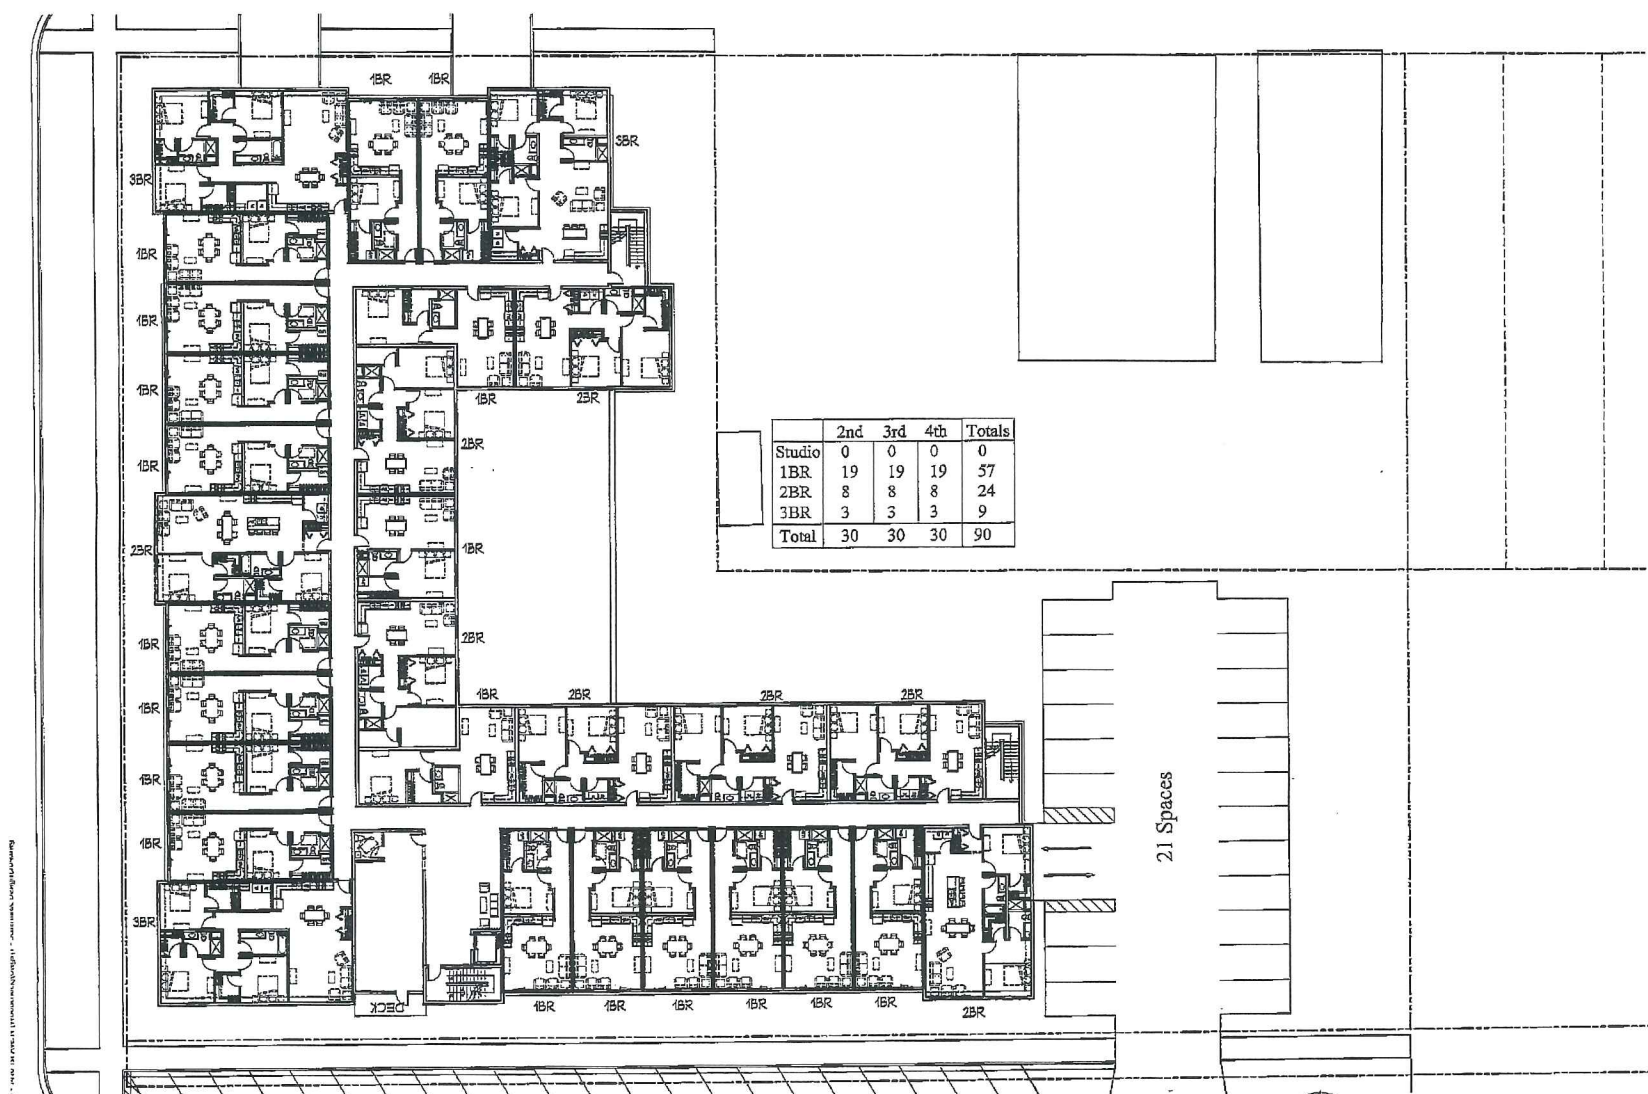 1BR 1BR
3BR
3BR
1BR
1BR
1BR
1BR
1BR 2BR
2BR
2BR
1BR
2BR
1BR
1BR
1BR
1BR
3BR
2BR
1BR 2BR 2BR 2BR
2nd 3rd 4th Totals
Studio 0 0 0 0
1BR 19 19 19 57
2BR 8 8 8 24
3BR 3 3 3 9
Total 30 30 30 90
21 Spaces
DECK
1BR 1BR 1BR 1BR 1BR 1BR
2BR